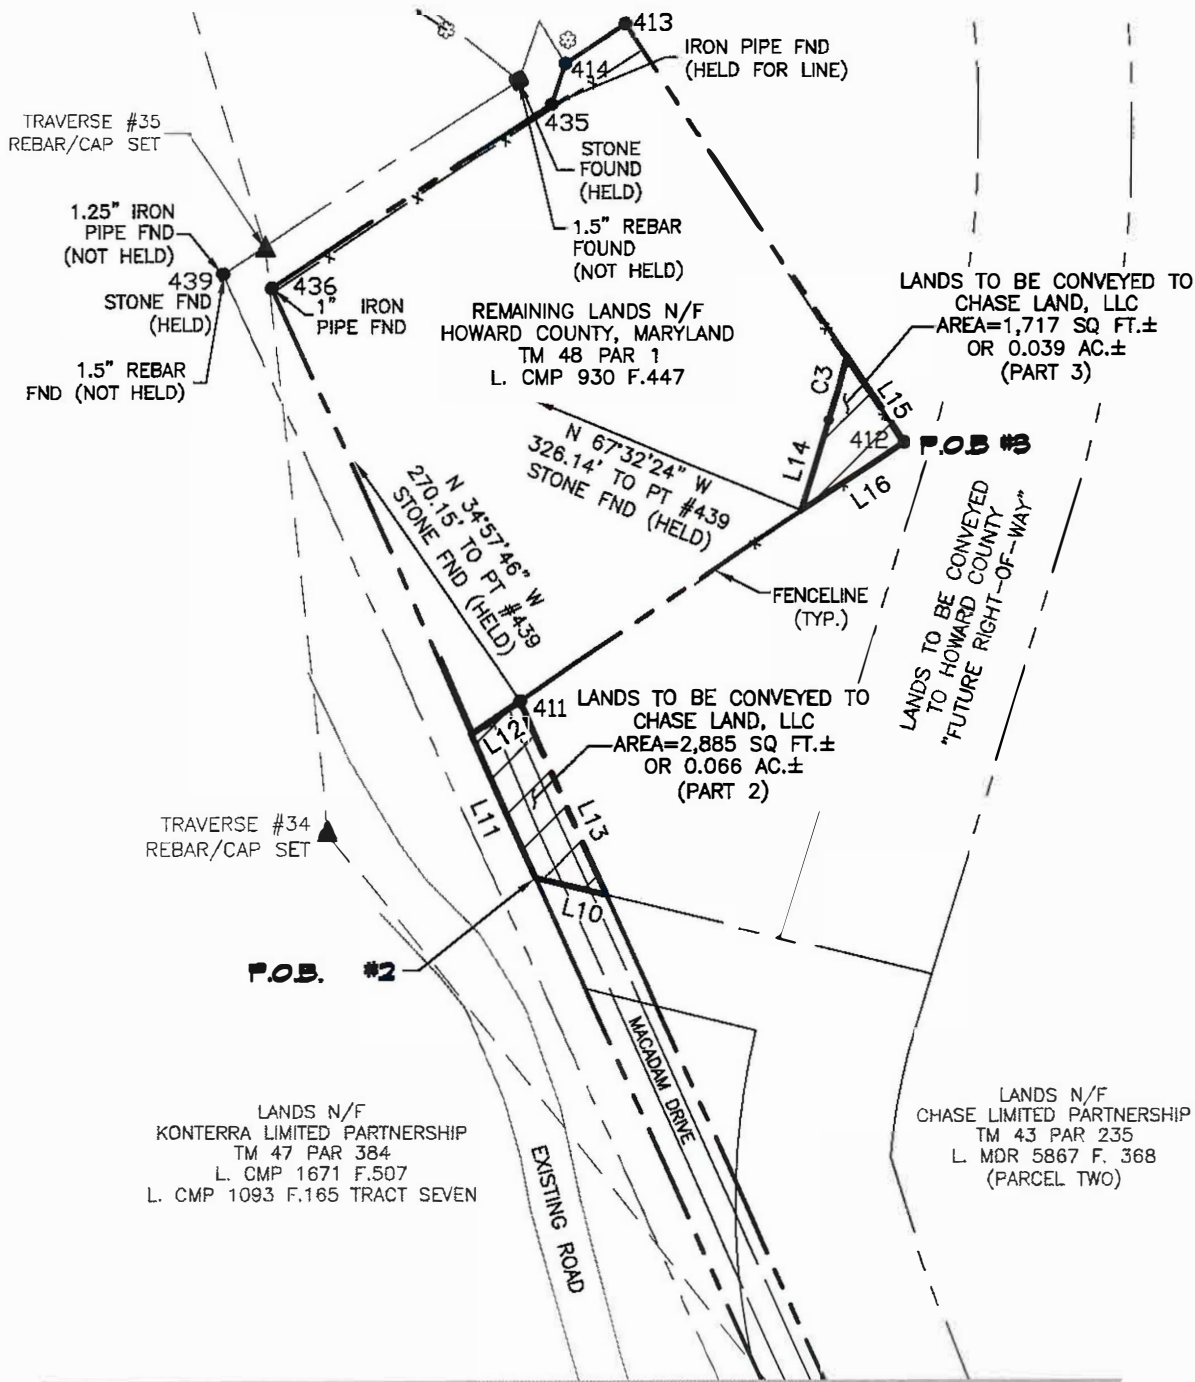 413
IRON PIPE FND
(HELD FOR LINE)
414
435
TRAVERSE #35
REBAR/CAP SET
STONE
FOUND
(HELD)
1.25" IRON
PIPE FND
(NOT HELD)
1.5" REBAR
FOUND
(NOT HELD)
439
STONE FND
(HELD)
436
1" IRON
PIPE FND
1.5" REBAR
FND (NOT HELD)
REMAINING LANDS N/F
HOWARD COUNTY, MARYLAND
TM 48 PAR 1
L. CMP 930 F.447
LANDS TO BE CONVEYED TO
CHASE LAND, LLC
AREA=1,717 SQ FT.±
OR 0.039 AC.±
(PART 3)
C3
L15
L14
412
L16
P.O.B #3
N 67°32'24" W
326.14' TO PT #439
STONE FND (HELD)
N 34°57'46" W
270.15' TO PT #439
STONE FND (HELD)
FENCELINE
(TYP.)
LANDS TO BE CONVEYED
TO HOWARD COUNTY
"FUTURE RIGHT-OF-WAY"
411
LANDS TO BE CONVEYED TO
CHASE LAND, LLC
AREA=2,885 SQ FT.±
OR 0.066 AC.±
(PART 2)
L12
L11
L13
L10
TRAVERSE #34
REBAR/CAP SET
P.O.B. #2
MACADAM DRIVE
EXISTING ROAD
LANDS N/F
KONTERRA LIMITED PARTNERSHIP
TM 47 PAR 384
L. CMP 1671 F.507
L. CMP 1093 F.165 TRACT SEVEN
LANDS N/F
CHASE LIMITED PARTNERSHIP
TM 43 PAR 235
L. MDR 5867 F. 368
(PARCEL TWO)